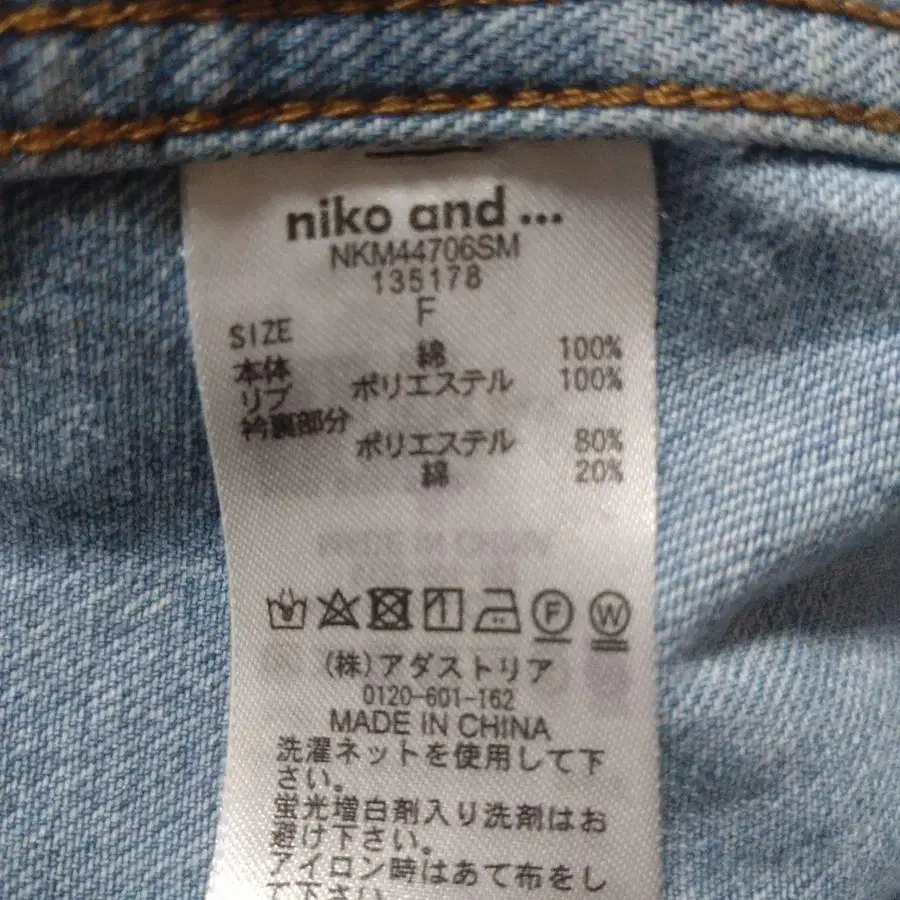 niko and ...
NKM44706SM
135178
SIZE F
本体 綿 100%
リブ ポリエステル 100%
衿裏部分
ポリエステル 80%
綿 20%
F W
(株)アダストリア
0120-601-162
MADE IN CHINA
洗濯ネットを使用して下
さい。
蛍光増白剤入り洗剤はお
避け下さい。
アイロン時はあて布をし
て下さい。